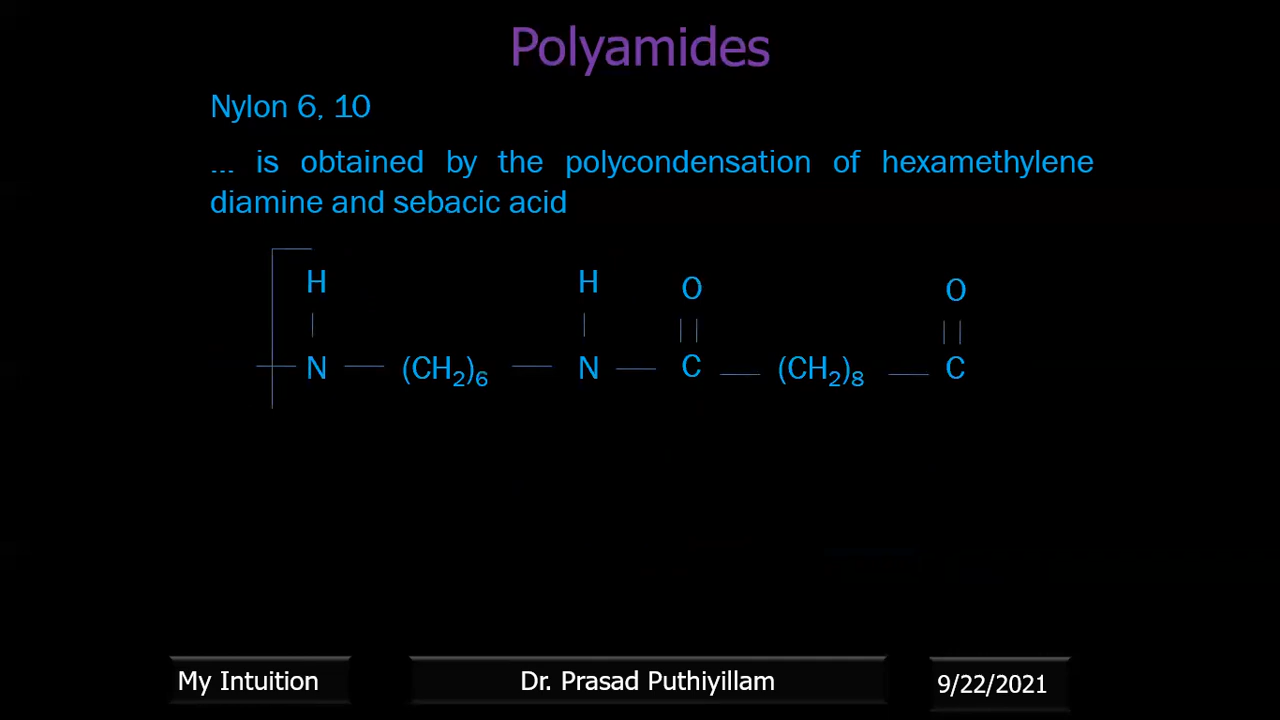 Polyamides
Nylon 6, 10
... is obtained by the polycondensation of hexamethylene
diamine and sebacic acid
H H O O
N (CH₂)₆ N C (CH₂)₈ C
My Intuition Dr. Prasad Puthiyillam 9/22/2021